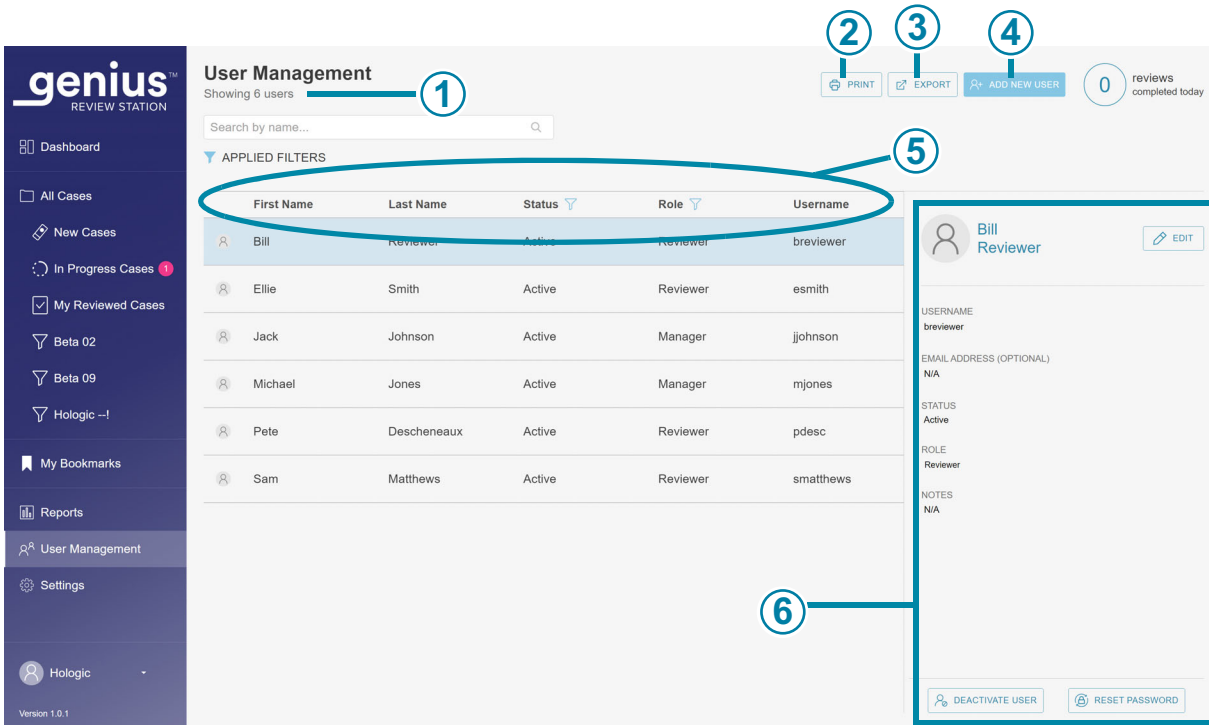 2
3
4
genius™
REVIEW STATION
User Management
Showing 6 users
1
PRINT
EXPORT
ADD NEW USER
0
reviews
completed today
Search by name...
5
Dashboard
APPLIED FILTERS
All Cases
First Name Last Name Status Role Username
New Cases
Bill Reviewer Active Reviewer breviewer
Bill
Reviewer
EDIT
In Progress Cases 1
Ellie Smith Active Reviewer esmith
My Reviewed Cases
USERNAME
breviewer
Beta 02
Jack Johnson Active Manager jjohnson
EMAIL ADDRESS (OPTIONAL)
N/A
Beta 09
Michael Jones Active Manager mjones
STATUS
Active
Hologic --!
Pete Descheneaux Active Reviewer pdesc
ROLE
Reviewer
My Bookmarks
Sam Matthews Active Reviewer smatthews
NOTES
N/A
Reports
User Management
Settings
6
Hologic
DEACTIVATE USER
RESET PASSWORD
Version 1.0.1